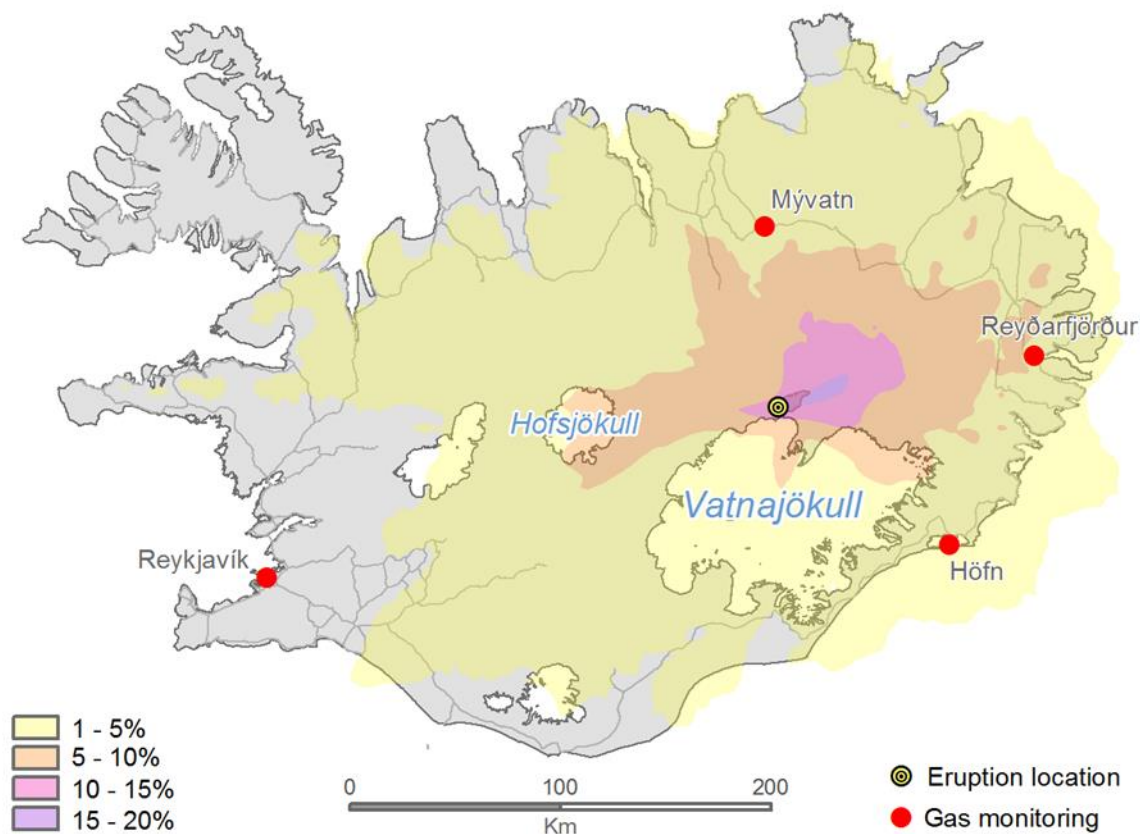 Mývatn
Reyðarfjörður
Hofsjökull
Vatnajökull
Reykjavík
Höfn
1 - 5%
5 - 10%
10 - 15%
15 - 20%
0 100 200
Km
Eruption location
Gas monitoring